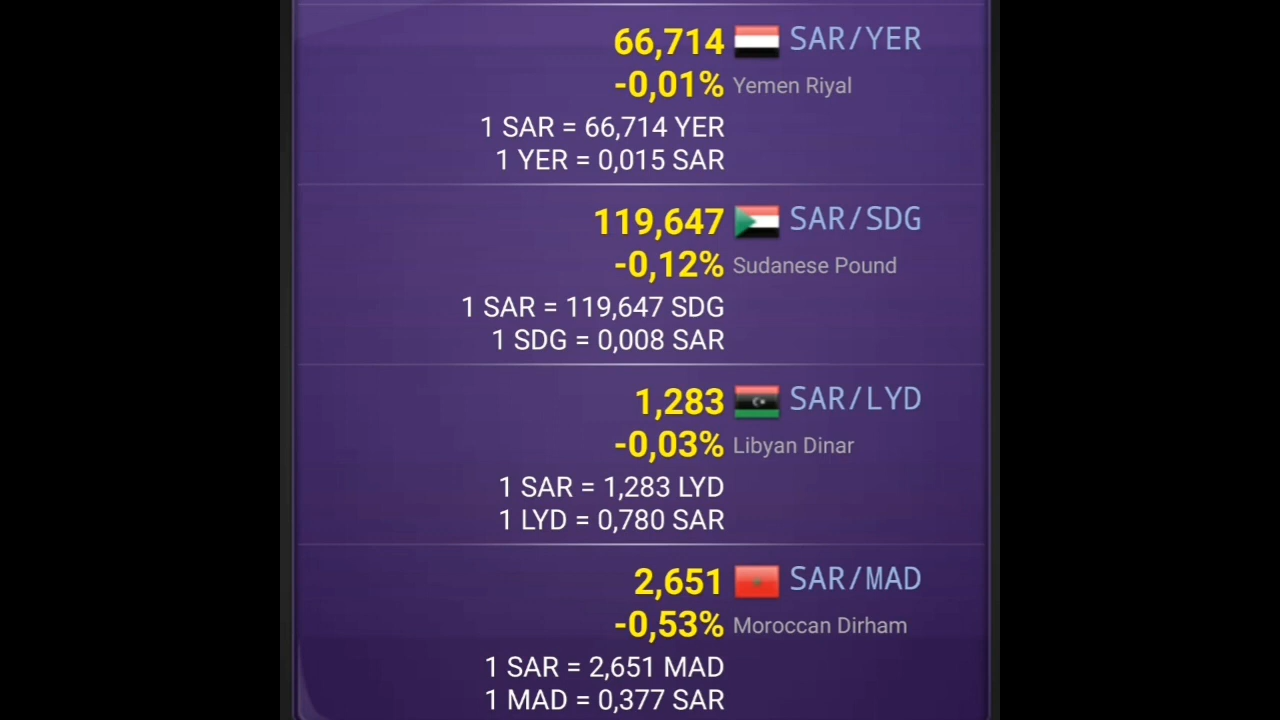 66,714 SAR/YER
-0,01% Yemen Riyal
1 SAR = 66,714 YER
1 YER = 0,015 SAR
119,647 SAR/SDG
-0,12% Sudanese Pound
1 SAR = 119,647 SDG
1 SDG = 0,008 SAR
1,283 SAR/LYD
-0,03% Libyan Dinar
1 SAR = 1,283 LYD
1 LYD = 0,780 SAR
2,651 SAR/MAD
-0,53% Moroccan Dirham
1 SAR = 2,651 MAD
1 MAD = 0,377 SAR